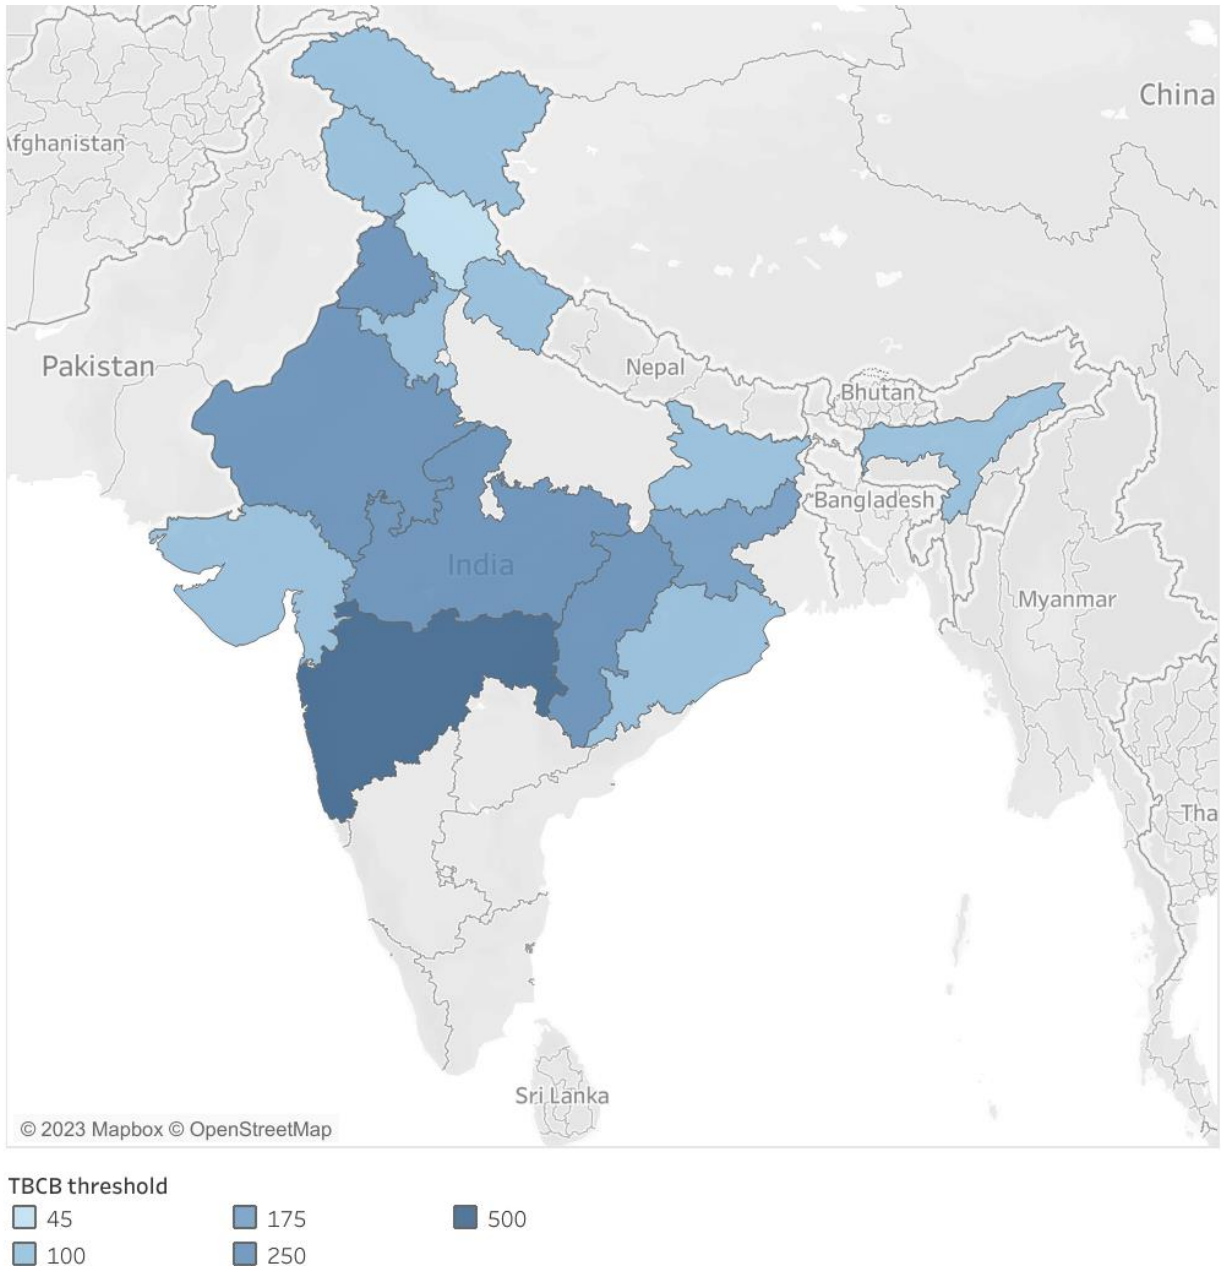 China
Afghanistan
Pakistan
Nepal
Bhutan
Bangladesh
India
Myanmar
Tha
Sri Lanka
© 2023 Mapbox © OpenStreetMap
TBCB threshold
45 175 500
100 250